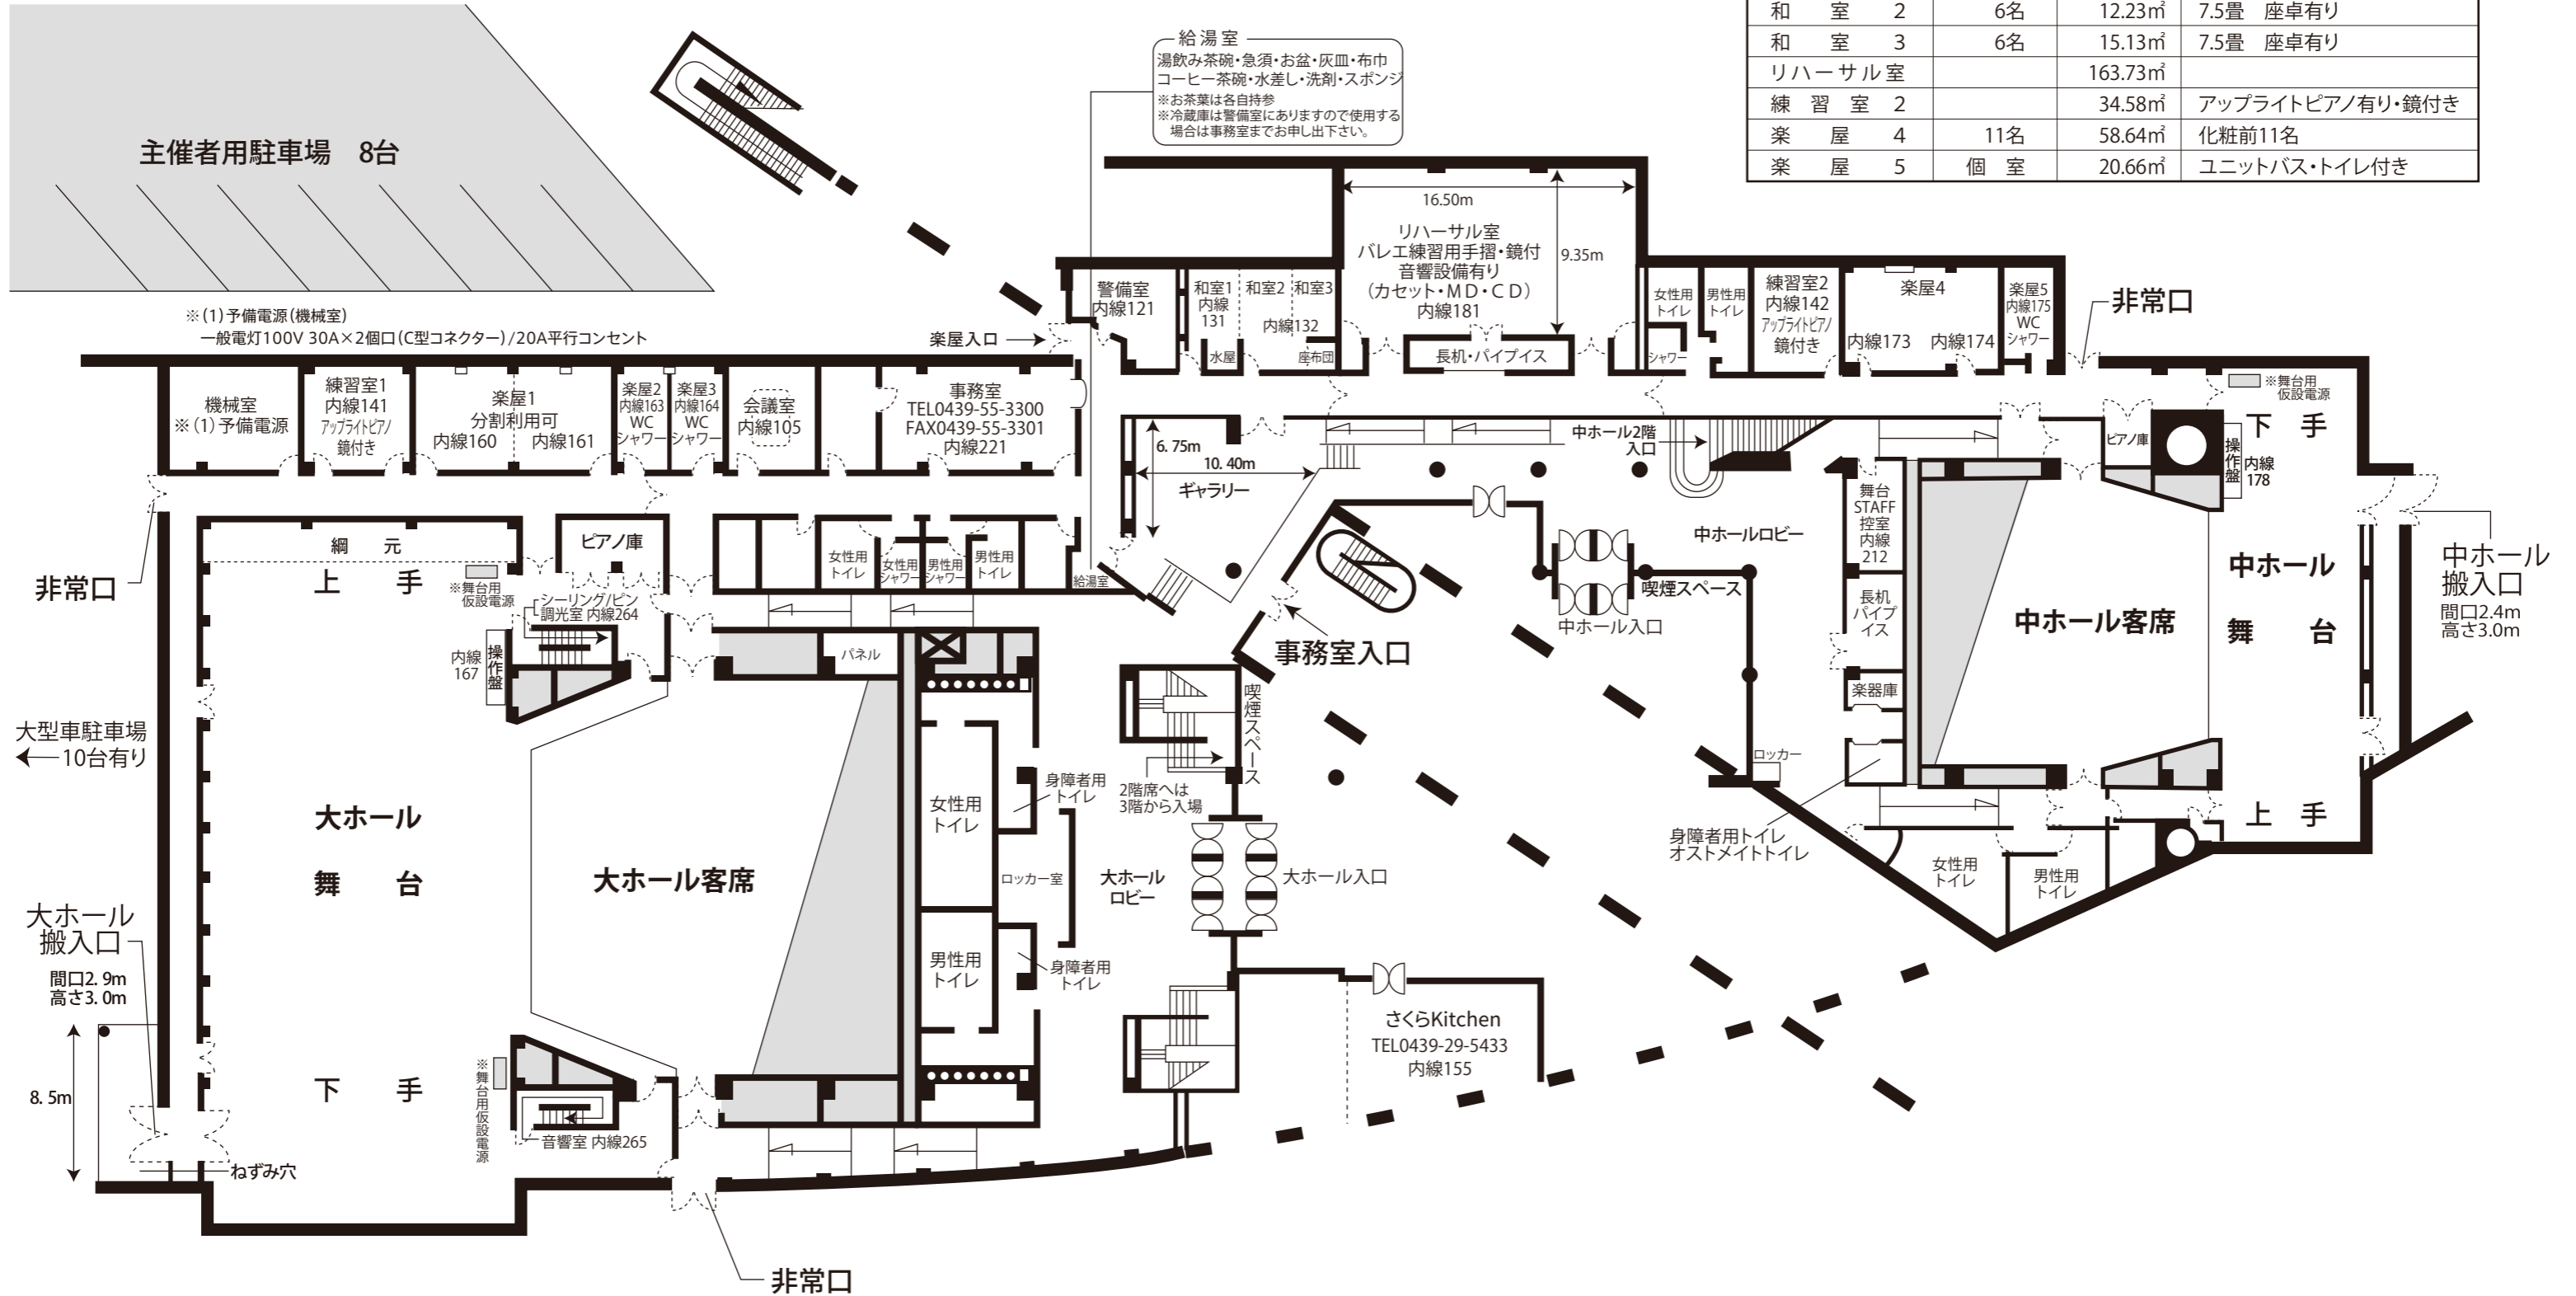 和室2 6名 12.23㎡ 7.5畳 座卓有り
和室3 6名 15.13㎡ 7.5畳 座卓有り
リハーサル室 163.73㎡
練習室2 34.58㎡ アップライトピアノ有り・鏡付き
楽屋4 11名 58.64㎡ 化粧前11名
楽屋5 個室 20.66㎡ ユニットバス・トイレ付き
給湯室
湯飲み茶碗・急須・お盆・灰皿・布巾
コーヒー茶碗・水差し・洗剤・スポンジ
※お茶葉は各自持参
※冷蔵庫は警備室にありますので使用する
場合は事務室までお申し出下さい。
主催者用駐車場 8台
※(1)予備電源(機械室)
一般電灯100V 30A×2個口(C型コネクター)/20A平行コンセント
楽屋入口
警備室
内線121
和室1
内線
131
和室2
和室3
内線132
水屋
座布団
16.50m
9.35m
リハーサル室
バレエ練習用手摺・鏡付
音響設備有り
(カセット・MD・CD)
内線181
長机・パイプイス
女性用
トイレ
男性用
トイレ
シャワー
練習室2
内線142
アップライトピアノ
鏡付き
楽屋4
内線173
内線174
楽屋5
内線175
WC
シャワー
非常口
機械室
※(1)予備電源
練習室1
内線141
アップライトピアノ
鏡付き
楽屋1
分割利用可
内線160
内線161
楽屋2
内線163
WC
シャワー
楽屋3
内線164
WC
シャワー
会議室
内線105
事務室
TEL0439-55-3300
FAX0439-55-3301
内線221
6.75m
10.40m
ギャラリー
中ホール2階
入口
※舞台用
仮設電源
下手
ピアノ庫
操作盤
内線
178
舞台
STAFF
控室
内線
212
中ホールロビー
中ホール
搬入口
間口2.4m
高さ3.0m
非常口
綱元
上手
ピアノ庫
※舞台用
仮設電源
シーリング/ピン
調光室 内線264
女性用
トイレ
女性用
シャワー
男性用
シャワー
男性用
トイレ
給湯室
喫煙スペース
中ホール入口
長机
パイプ
イス
中ホール客席
中ホール
舞台
内線
167
操作盤
パネル
事務室入口
楽器庫
喫煙スペース
ロッカー
大型車駐車場
10台有り
2階席へは
3階から入場
身障者用
トイレ
女性用
トイレ
大ホール
舞台
大ホール客席
ロッカー室
大ホール
ロビー
大ホール入口
身障者用トイレ
オストメイトトイレ
女性用
トイレ
男性用
トイレ
上手
大ホール
搬入口
間口2.9m
高さ3.0m
男性用
トイレ
身障者用
トイレ
さくらKitchen
TEL0439-29-5433
内線155
8.5m
下手
※舞台用仮設電源
音響室 内線265
ねずみ穴
非常口